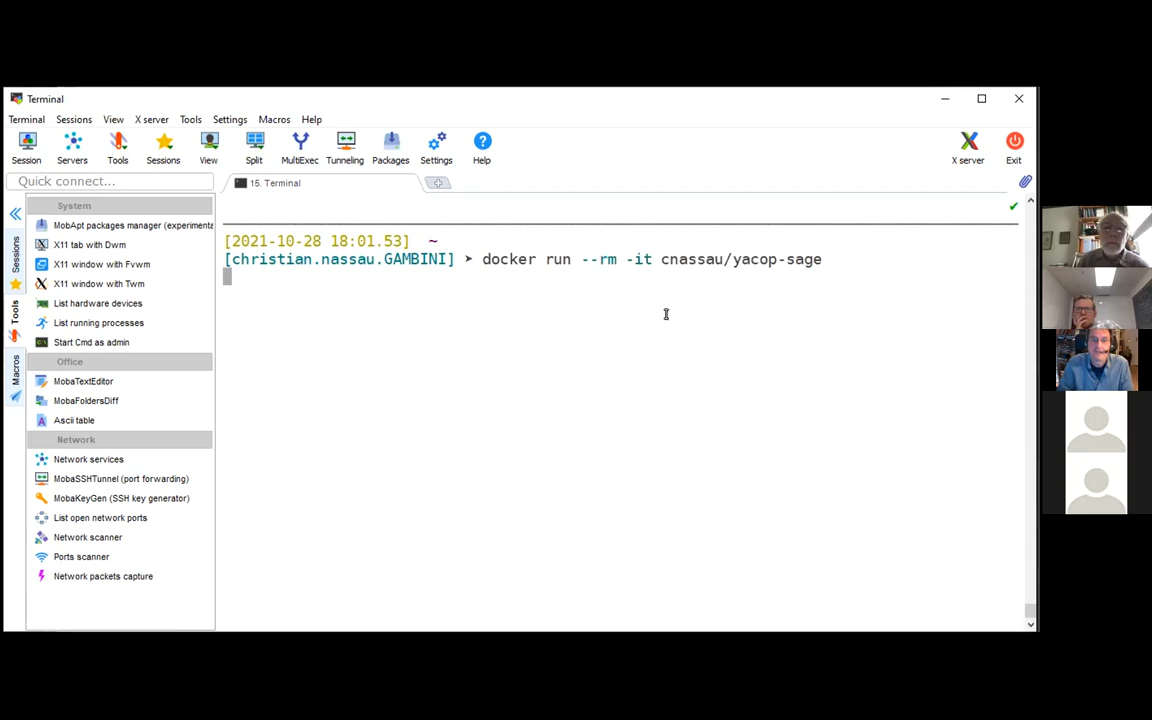 Terminal
Terminal Sessions View X server Tools Settings Macros Help
Session Servers Tools Sessions View Split MultiExec Tunneling Packages Settings Help X server Exit
Quick connect...
15. Terminal
Sessions
Tools
Macros
System
MobApt packages manager (experimenta
X11 tab with Dwm
X11 window with Fvwm
X11 window with Twm
List hardware devices
List running processes
Start Cmd as admin
Office
MobaTextEditor
MobaFoldersDiff
Ascii table
Network
Network services
MobaSSHTunnel (port forwarding)
MobaKeyGen (SSH key generator)
List open network ports
Network scanner
Ports scanner
Network packets capture
[2021-10-28 18:01.53] ~
[christian.nassau.GAMBINI] ➤ docker run --rm -it cnassau/yacop-sage